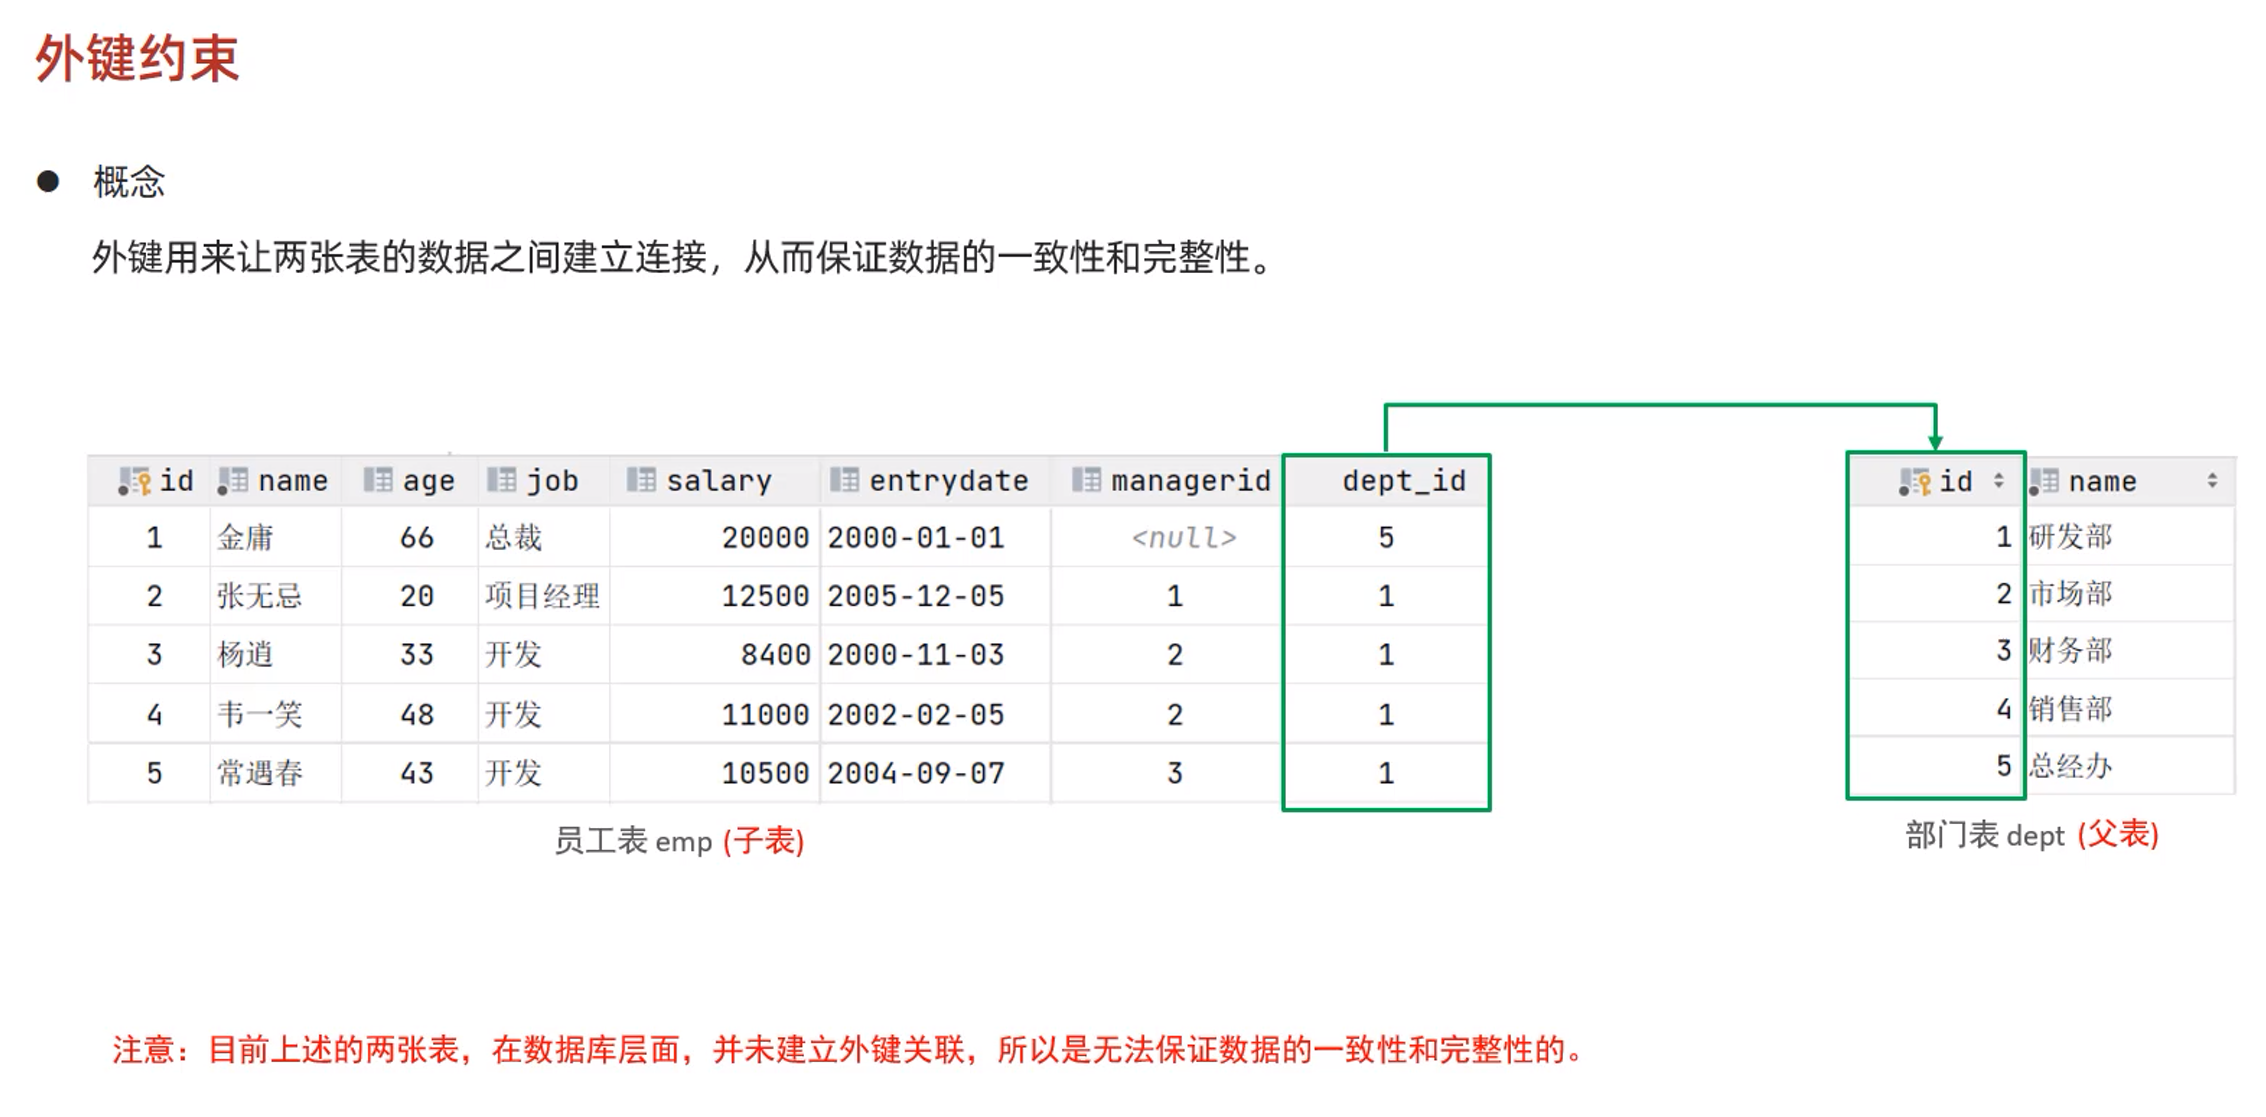 外键约束
● 概念
外键用来让两张表的数据之间建立连接，从而保证数据的一致性和完整性。
id name age job salary entrydate managerid dept_id
1 金庸 66 总裁 20000 2000-01-01 <null> 5
2 张无忌 20 项目经理 12500 2005-12-05 1 1
3 杨逍 33 开发 8400 2000-11-03 2 1
4 韦一笑 48 开发 11000 2002-02-05 2 1
5 常遇春 43 开发 10500 2004-09-07 3 1
员工表 emp (子表)
id name
1 研发部
2 市场部
3 财务部
4 销售部
5 总经办
部门表 dept (父表)
注意：目前上述的两张表，在数据库层面，并未建立外键关联，所以是无法保证数据的一致性和完整性的。